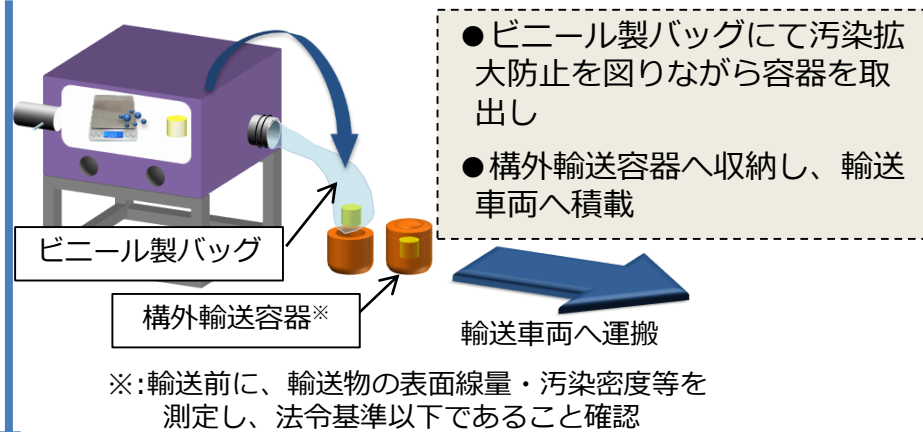 ●ビニール製バッグにて汚染拡
大防止を図りながら容器を取
出し
●構外輸送容器へ収納し、輸送
車両へ積載
ビニール製バッグ
構外輸送容器※
輸送車両へ運搬
※:輸送前に、輸送物の表面線量・汚染密度等を
測定し、法令基準以下であること確認